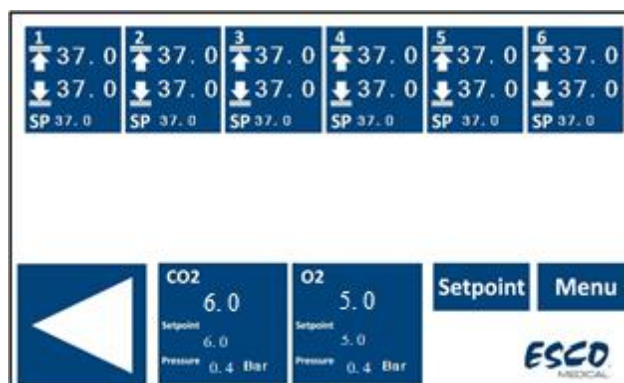 1 2 3 4 5 6
37.0 37.0 37.0 37.0 37.0 37.0
37.0 37.0 37.0 37.0 37.0 37.0
SP 37.0 SP 37.0 SP 37.0 SP 37.0 SP 37.0 SP 37.0
CO2
6.0
Setpoint
6.0
Pressure 0.4 Bar
O2
5.0
Setpoint
5.0
Pressure 0.4 Bar
Setpoint
Menu
ESCO
MEDICAL